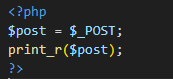 <?php
$post = $_POST;
print_r($post);
?>